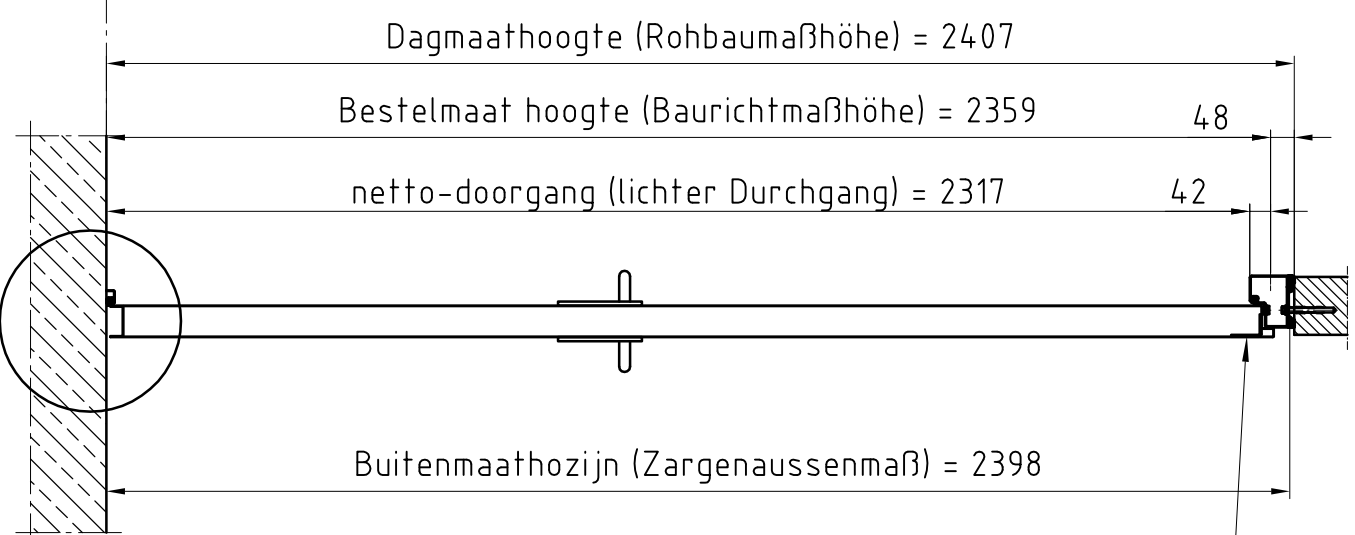 Dagmaathoogte (Rohbaumaßhöhe) = 2407
Bestelmaat hoogte (Baurichtmaßhöhe) = 2359
48
netto-doorgang (lichter Durchgang) = 2317
42
Buitenmaathozijn (Zargenaussenmaß) = 2398